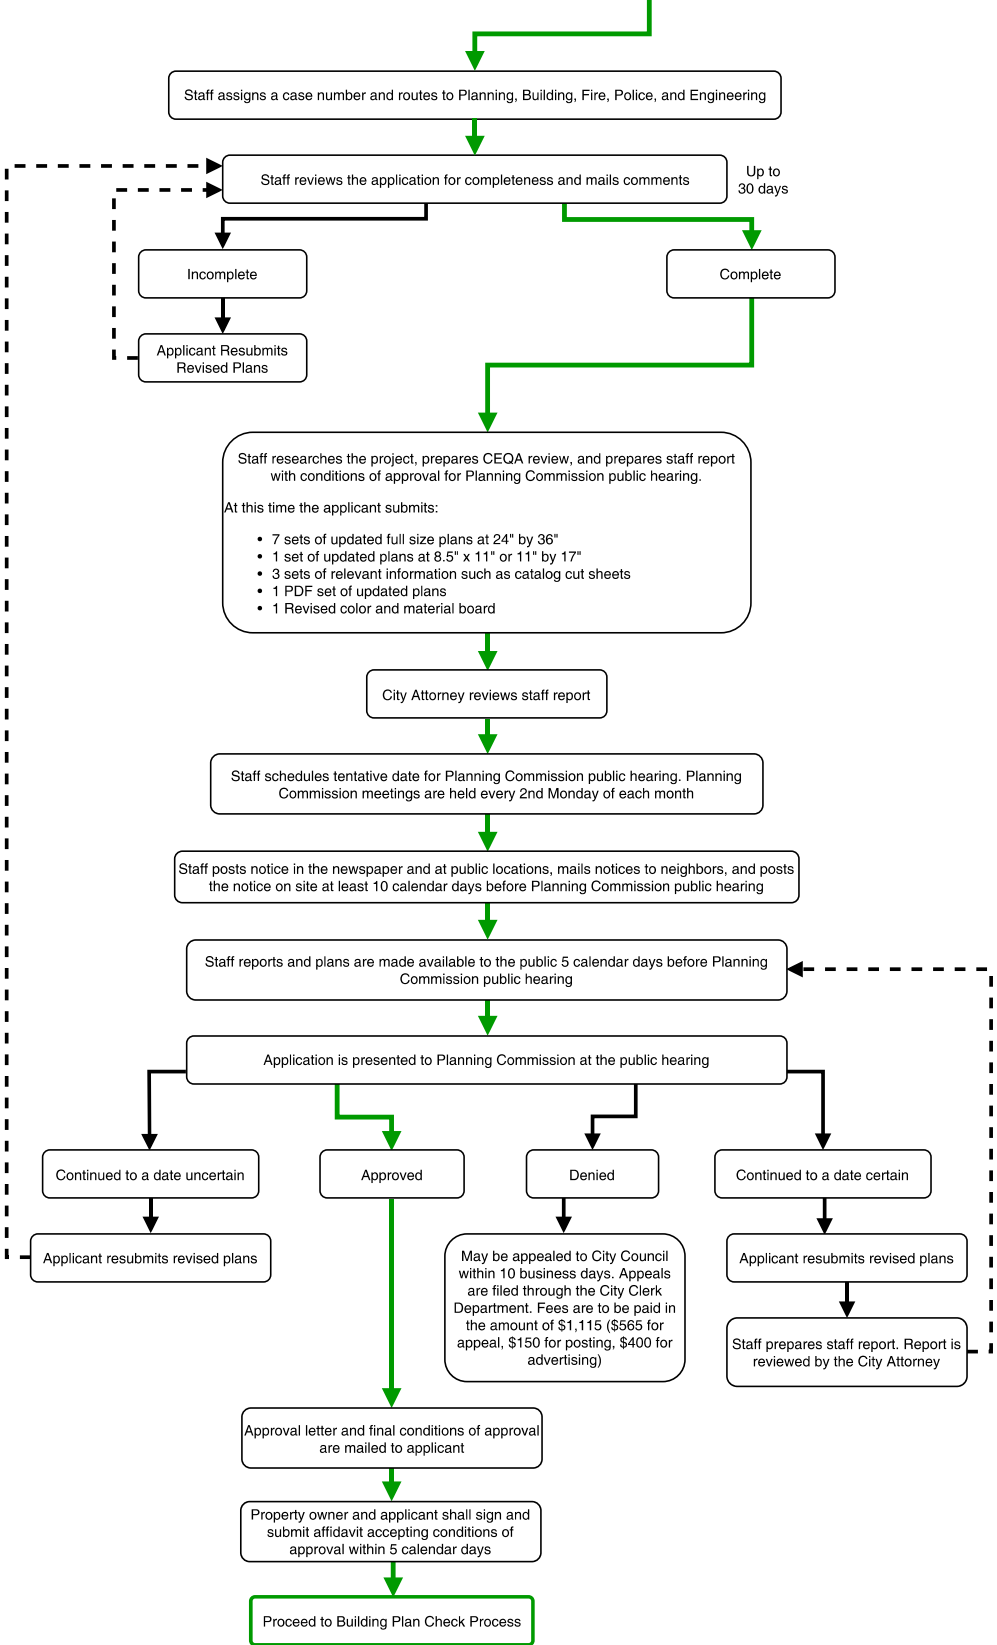 Staff assigns a case number and routes to Planning, Building, Fire, Police, and Engineering
Staff reviews the application for completeness and mails comments
Up to
30 days
Incomplete
Complete
Applicant Resubmits
Revised Plans
Staff researches the project, prepares CEQA review, and prepares staff report
with conditions of approval for Planning Commission public hearing.
At this time the applicant submits:
• 7 sets of updated full size plans at 24" by 36"
• 1 set of updated plans at 8.5" x 11" or 11" by 17"
• 3 sets of relevant information such as catalog cut sheets
• 1 PDF set of updated plans
• 1 Revised color and material board
City Attorney reviews staff report
Staff schedules tentative date for Planning Commission public hearing. Planning
Commission meetings are held every 2nd Monday of each month
Staff posts notice in the newspaper and at public locations, mails notices to neighbors, and posts
the notice on site at least 10 calendar days before Planning Commission public hearing
Staff reports and plans are made available to the public 5 calendar days before Planning
Commission public hearing
Application is presented to Planning Commission at the public hearing
Continued to a date uncertain
Approved
Denied
Continued to a date certain
Applicant resubmits revised plans
May be appealed to City Council
within 10 business days. Appeals
are filed through the City Clerk
Department. Fees are to be paid in
the amount of $1,115 ($565 for
appeal, $150 for posting, $400 for
advertising)
Applicant resubmits revised plans
Staff prepares staff report. Report is
reviewed by the City Attorney
Approval letter and final conditions of approval
are mailed to applicant
Property owner and applicant shall sign and
submit affidavit accepting conditions of
approval within 5 calendar days
Proceed to Building Plan Check Process